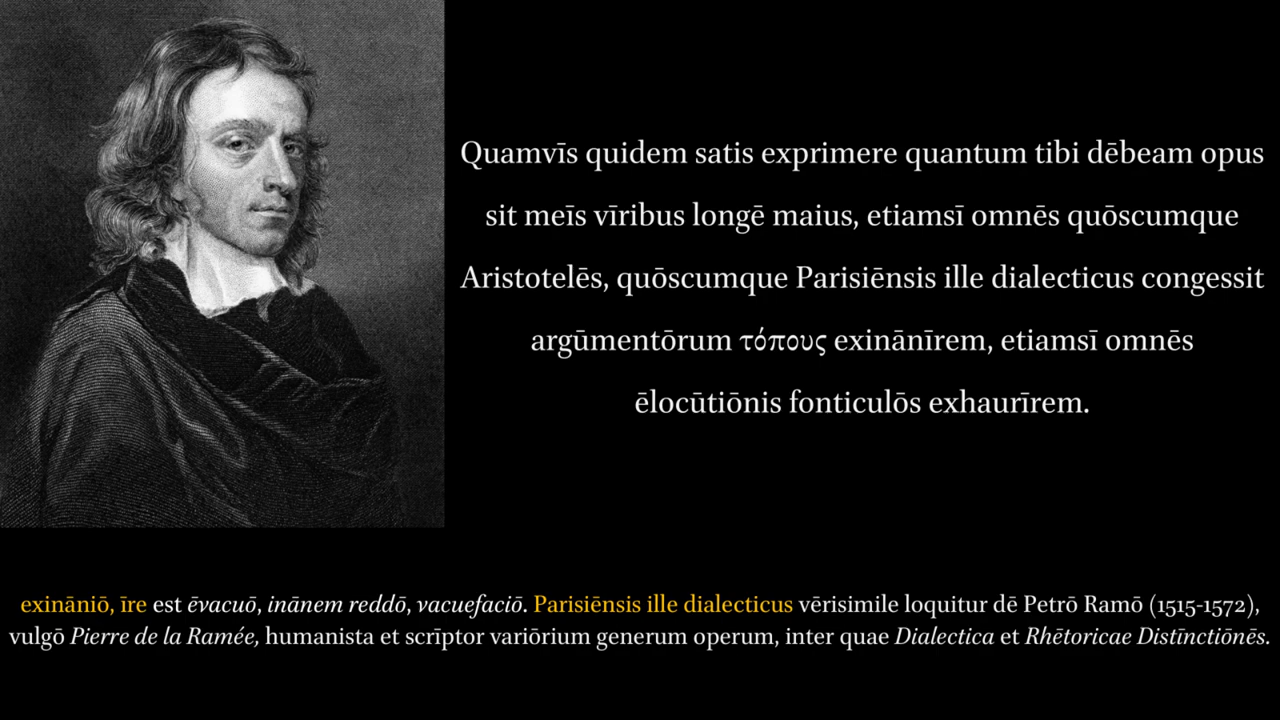 Quamvīs quidem satis exprimere quantum tibi dēbeam opus
sit meīs vīribus longē maius, etiamsī omnēs quōscumque
Aristotelēs, quōscumque Parisiēnsis ille dialecticus congessit
argūmentōrum τόπους exinānīrem, etiamsī omnēs
ēlocūtiōnis fonticulōs exhaurīrem.
exināniō, īre est ēvacuō, inānem reddō, vacuefaciō. Parisiēnsis ille dialecticus vērisimile loquitur dē Petrō Ramō (1515-1572),
vulgō Pierre de la Ramée, humanista et scrīptor variōrium generum operum, inter quae Dialectica et Rhētoricae Distīnctiōnēs.